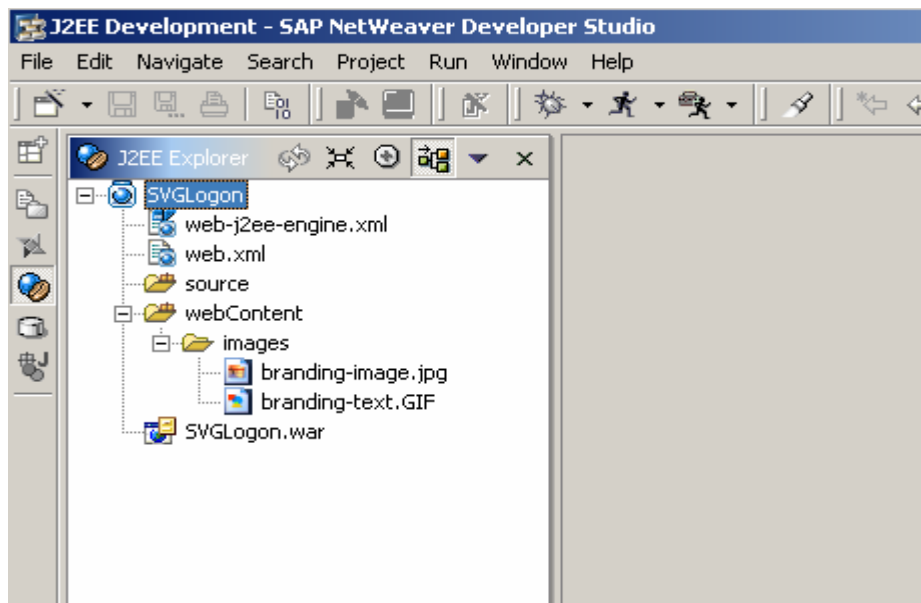 J2EE Development - SAP NetWeaver Developer Studio
File Edit Navigate Search Project Run Window Help
J2EE Explorer
SVGLogon
web-j2ee-engine.xml
web.xml
source
webContent
images
branding-image.jpg
branding-text.GIF
SVGLogon.war